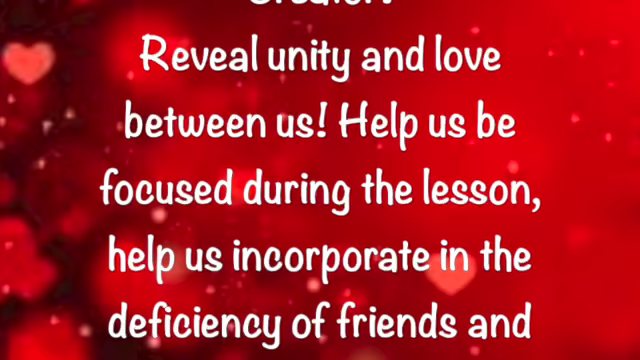 Reveal unity and love
between us! Help us be
focused during the lesson,
help us incorporate in the
deficiency of friends and